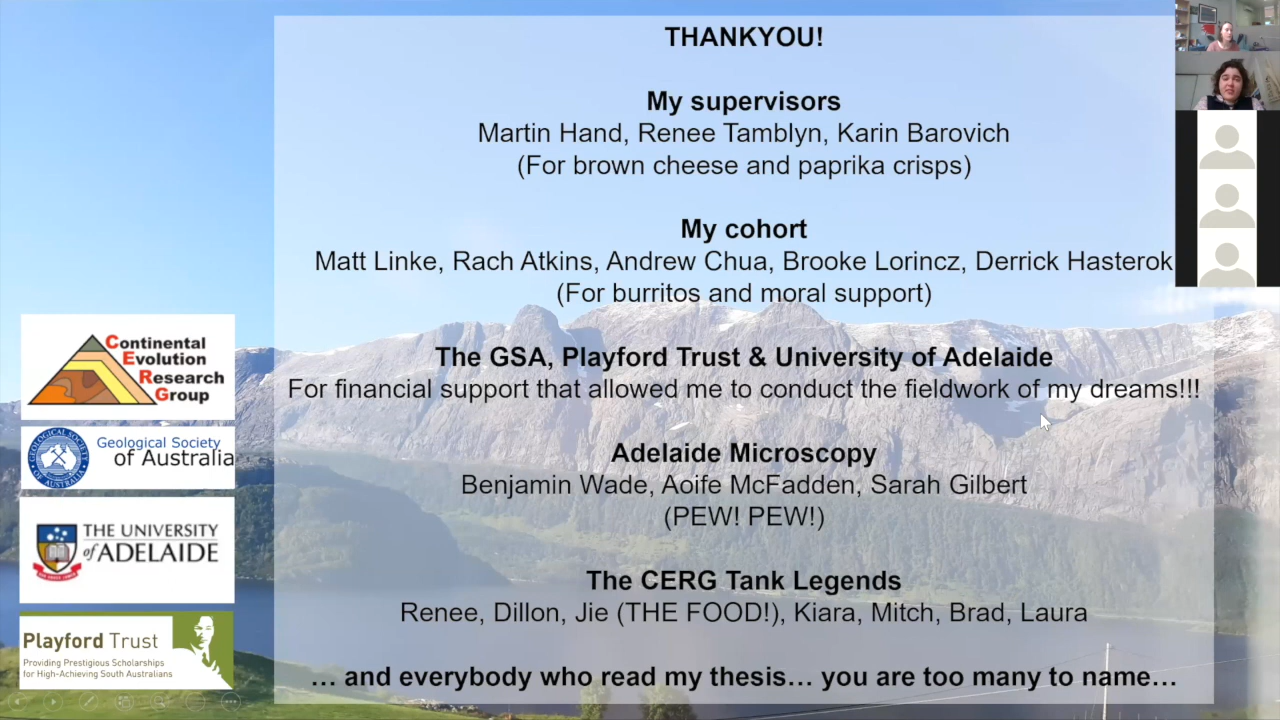 THANKYOU!
My supervisors
Martin Hand, Renee Tamblyn, Karin Barovich
(For brown cheese and paprika crisps)
My cohort
Matt Linke, Rach Atkins, Andrew Chua, Brooke Lorincz, Derrick Hasterok
(For burritos and moral support)
The GSA, Playford Trust & University of Adelaide
For financial support that allowed me to conduct the fieldwork of my dreams!!!
Adelaide Microscopy
Benjamin Wade, Aoife McFadden, Sarah Gilbert
(PEW! PEW!)
The CERG Tank Legends
Renee, Dillon, Jie (THE FOOD!), Kiara, Mitch, Brad, Laura
… and everybody who read my thesis… you are too many to name…
Continental
Evolution
Research
Group
Geological Society
of Australia
GEOLOGICAL SOCIETY
OF AUSTRALIA
THE UNIVERSITY
of ADELAIDE
Playford Trust
Providing Prestigious Scholarships
for High-Achieving South Australians